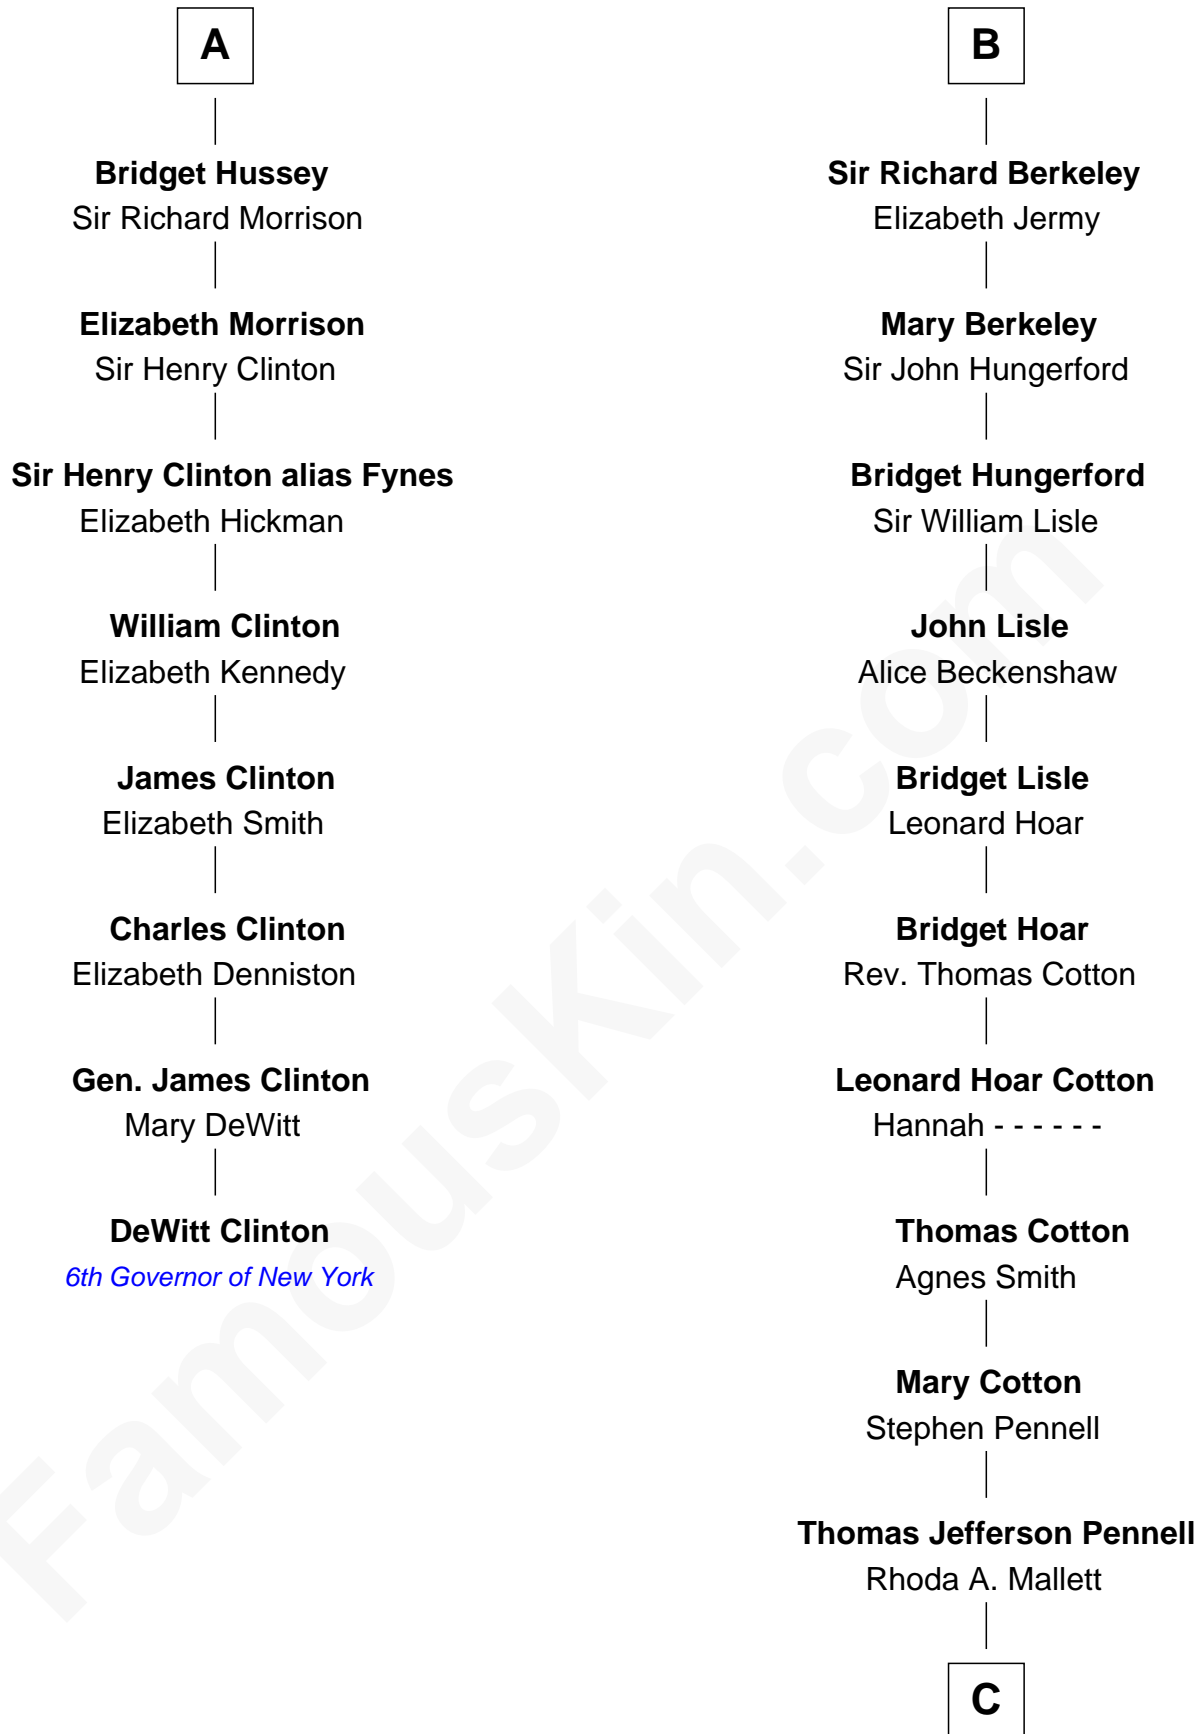 A
Bridget Hussey
Sir Richard Morrison
Elizabeth Morrison
Sir Henry Clinton
Sir Henry Clinton alias Fynes
Elizabeth Hickman
William Clinton
Elizabeth Kennedy
James Clinton
Elizabeth Smith
Charles Clinton
Elizabeth Denniston
Gen. James Clinton
Mary DeWitt
DeWitt Clinton
6th Governor of New York
B
Sir Richard Berkeley
Elizabeth Jermy
Mary Berkeley
Sir John Hungerford
Bridget Hungerford
Sir William Lisle
John Lisle
Alice Beckenshaw
Bridget Lisle
Leonard Hoar
Bridget Hoar
Rev. Thomas Cotton
Leonard Hoar Cotton
Hannah - - - - - -
Thomas Cotton
Agnes Smith
Mary Cotton
Stephen Pennell
Thomas Jefferson Pennell
Rhoda A. Mallett
C
FamousKin.com